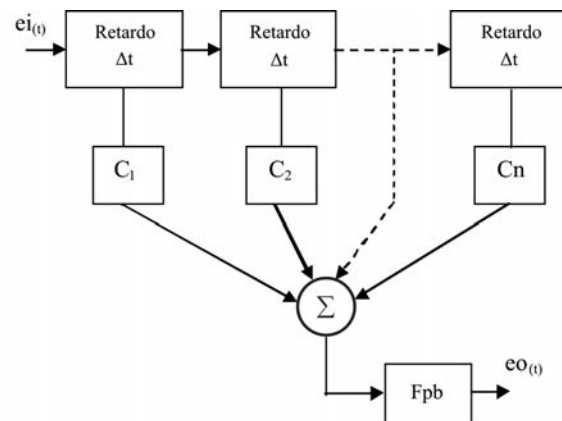 ei(t)
Retardo
Δt
Retardo
Δt
Retardo
Δt
C1
C2
Cn
Σ
Fpb
eo(t)